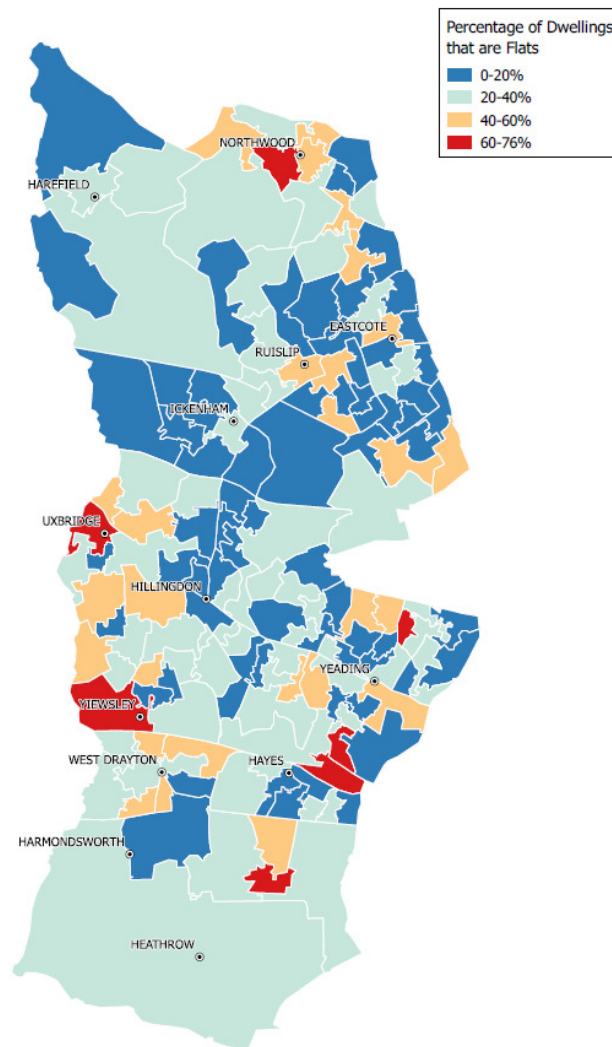 Percentage of Dwellings
that are Flats
0-20%
20-40%
40-60%
60-76%
NORTHWOOD
HAREFIELD
EASTCOTE
RUISLIP
ICKENHAM
UXBRIDGE
HILLINGDON
YEADING
YIEWSLEY
WEST DRAYTON
HAYES
HARMONDSWORTH
HEATHROW